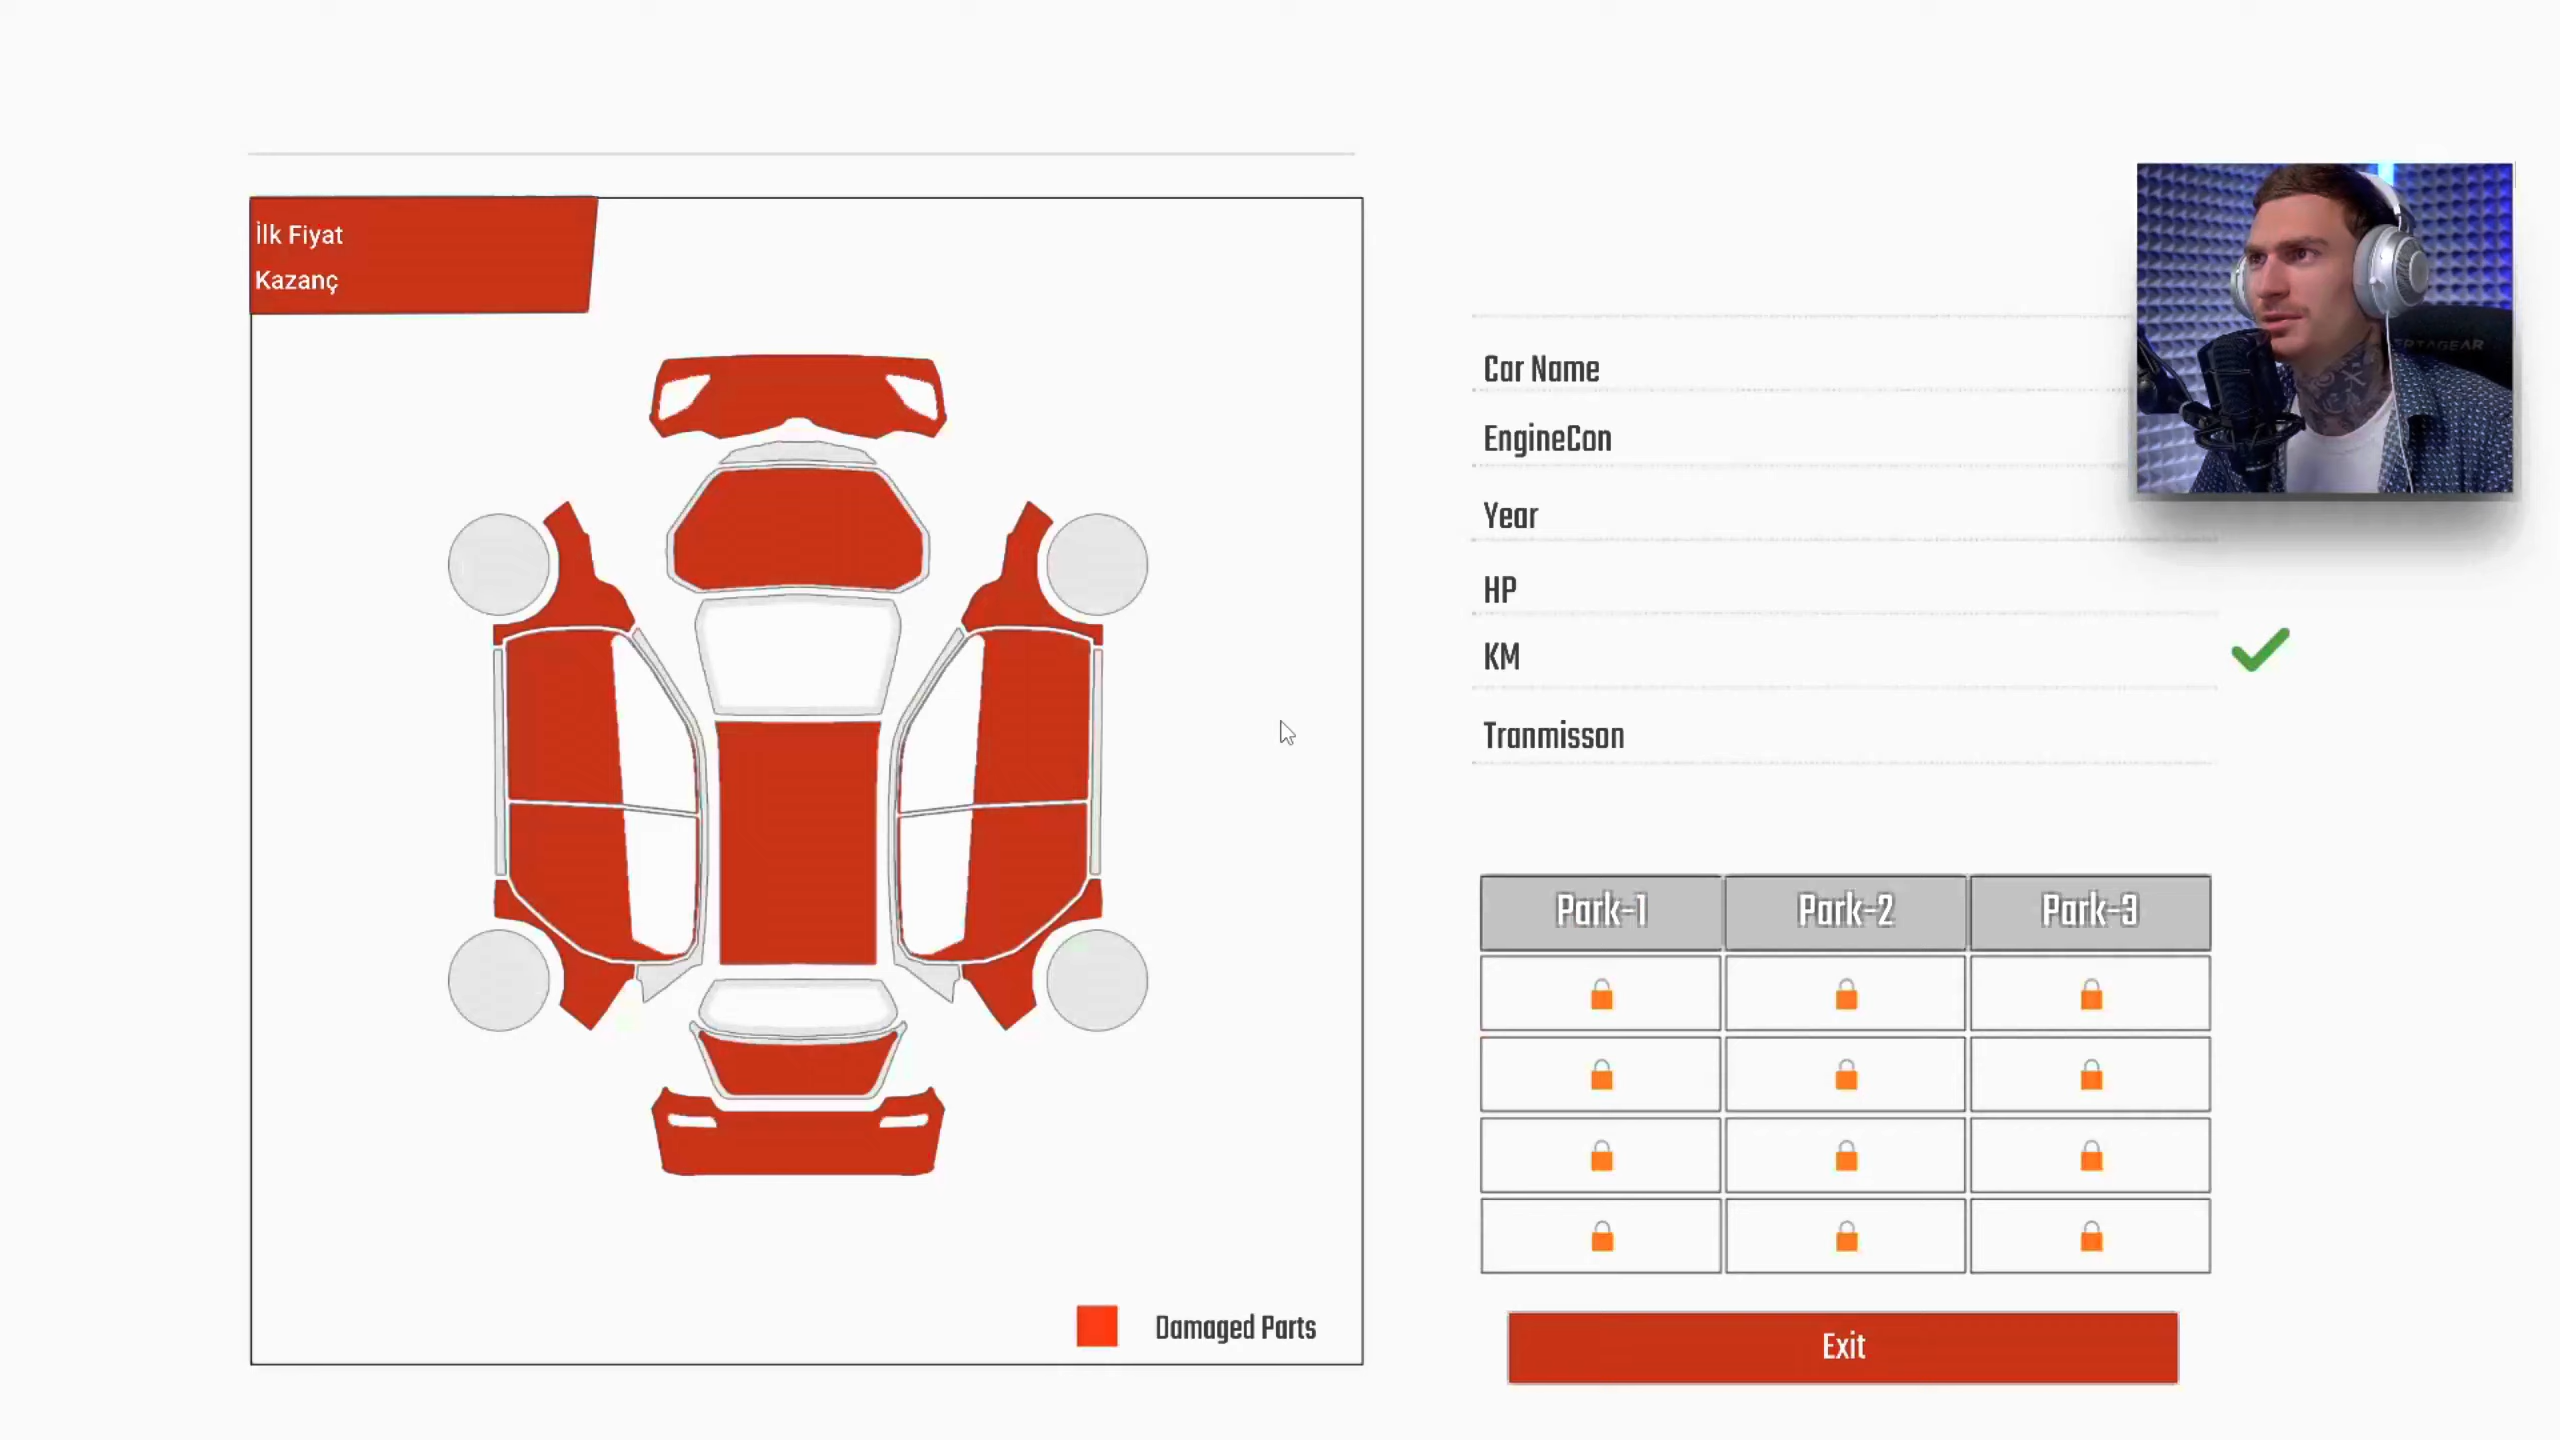 İlk Fiyat
Kazanç
Damaged Parts
Car Name
EngineCon
Year
HP
KM
Tranmisson
Park-1 Park-2 Park-3
Exit